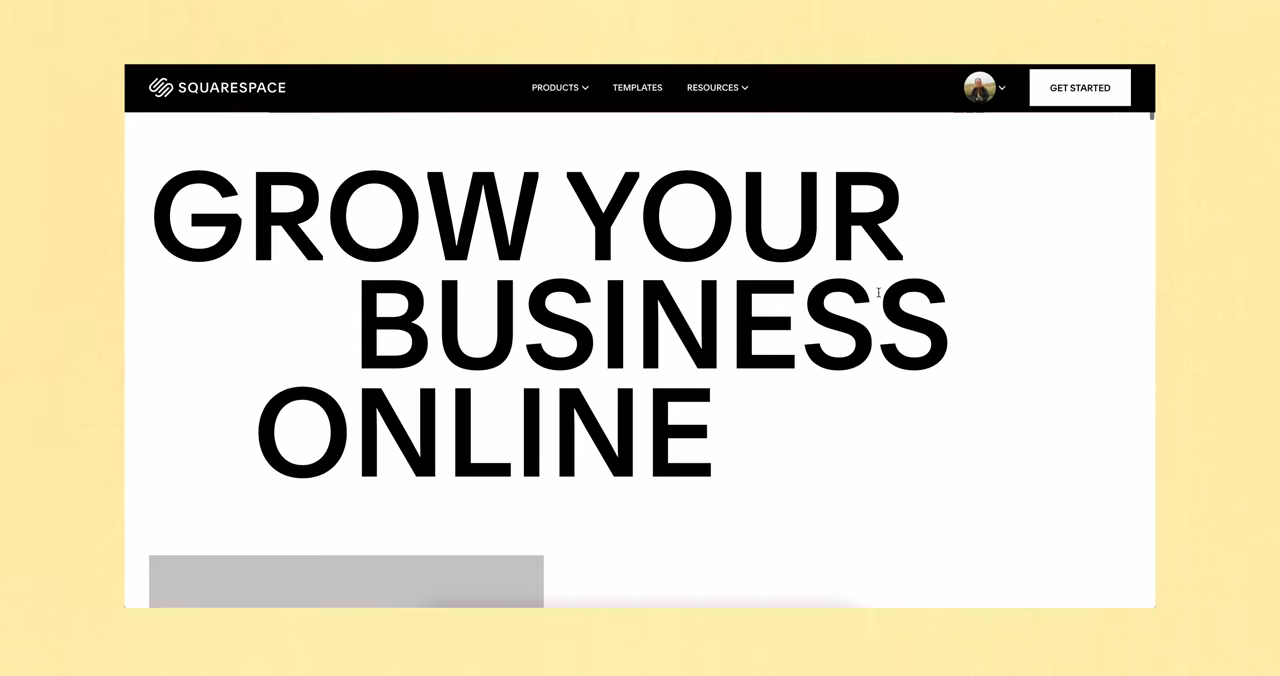 SQUARESPACE PRODUCTS TEMPLATES RESOURCES GET STARTED
GROW YOUR
BUSINESS
ONLINE